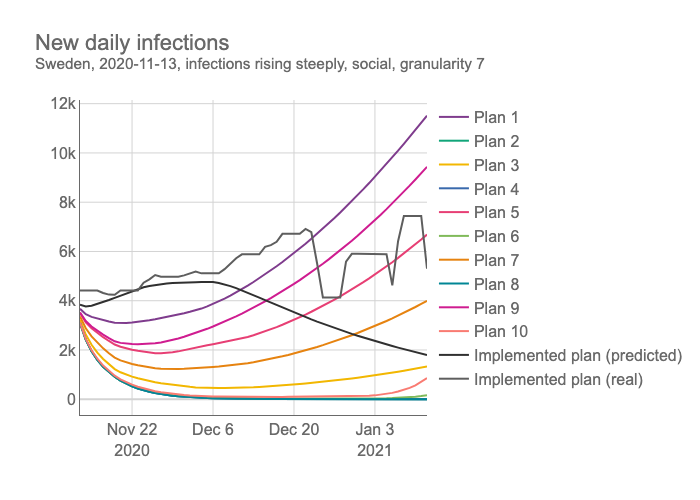 New daily infections
Sweden, 2020-11-13, infections rising steeply, social, granularity 7
12k
10k
8k
6k
4k
2k
0
Nov 22
2020
Dec 6
Dec 20
Jan 3
2021
Plan 1
Plan 2
Plan 3
Plan 4
Plan 5
Plan 6
Plan 7
Plan 8
Plan 9
Plan 10
Implemented plan (predicted)
Implemented plan (real)